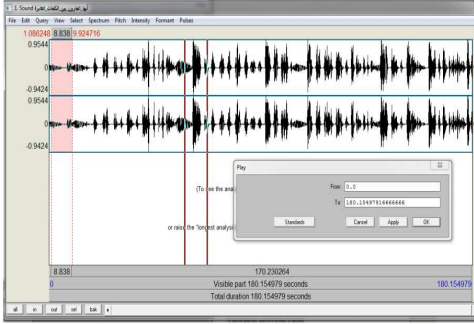 1. Sound
File Edit Query View Select Spectrum Pitch Intensity Formant Pulses
1.086248 8.838 9.924716
0.9544
0
-0.9424
0.9544
0
-0.9424
Play
From: 0.0
To: 180.15497916666666
Standards Cancel Apply OK
(To see the anal
or raise the "longest analysis
8.838 170.230264
0 Visible part 180.154979 seconds 180.154979
Total duration 180.154979 seconds
all in out sel bak